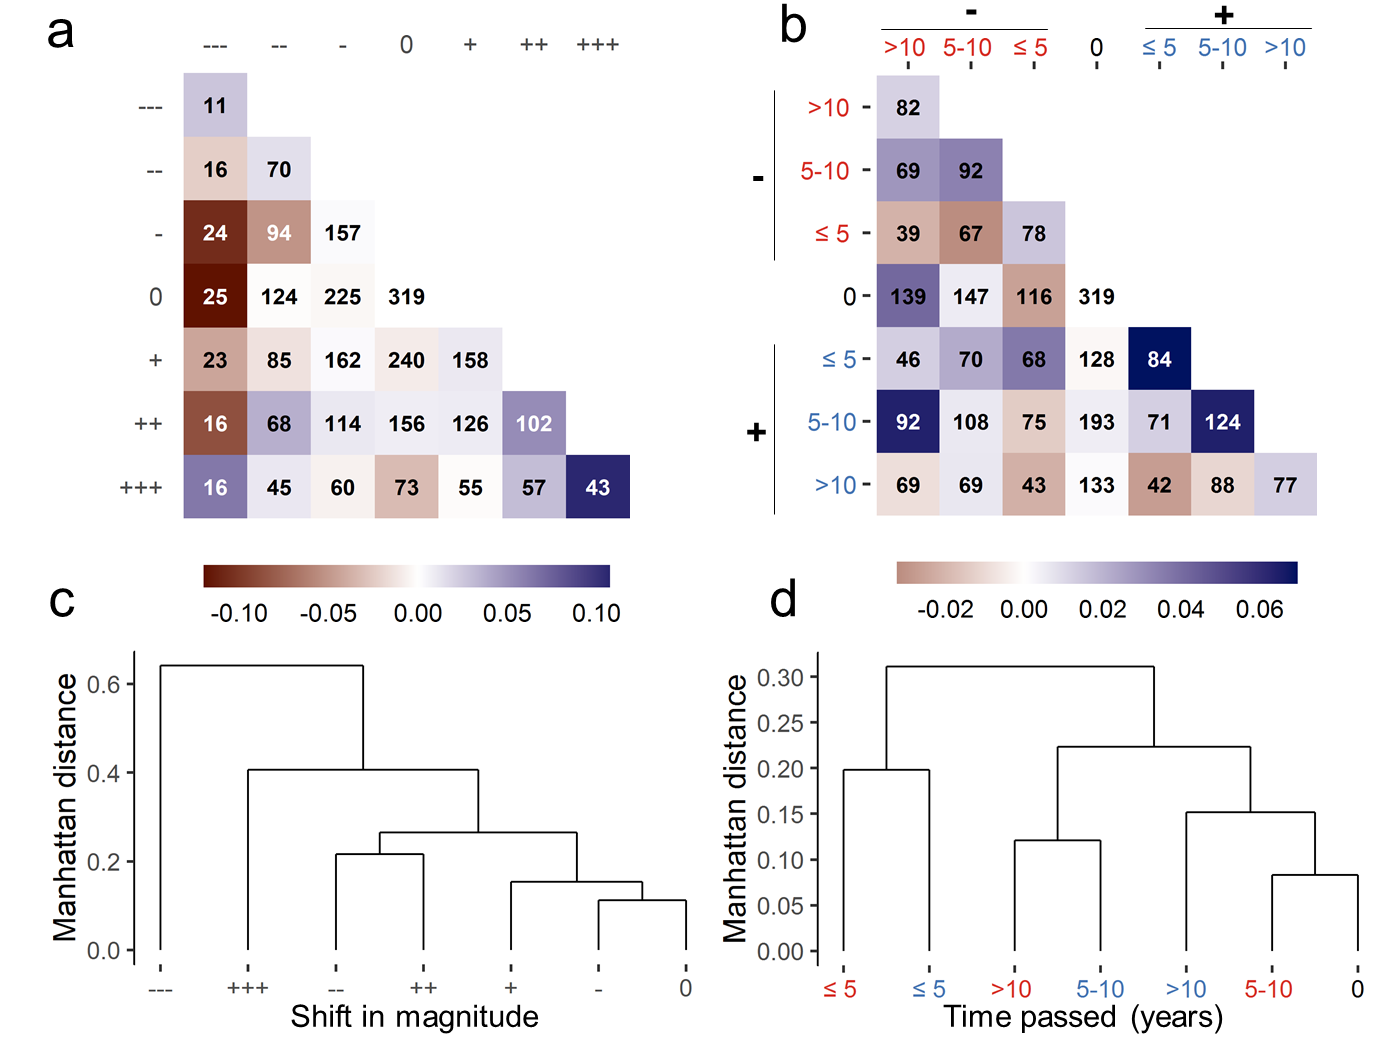 a
--- -- - 0 + ++ +++
--- 11
-- 16 70
- 24 94 157
0 25 124 225 319
+ 23 85 162 240 158
++ 16 68 114 156 126 102
+++ 16 45 60 73 55 57 43
-0.10 -0.05 0.00 0.05 0.10
b
- +
>10 5-10 ≤ 5 0 ≤ 5 5-10 >10
>10 82
5-10 69 92
-
≤ 5 39 67 78
0 139 147 116 319
≤ 5 46 70 68 128 84
5-10 92 108 75 193 71 124
+
>10 69 69 43 133 42 88 77
-0.02 0.00 0.02 0.04 0.06
c
Manhattan distance
0.6
0.4
0.2
0.0
--- +++ -- ++ + - 0
Shift in magnitude
d
Manhattan distance
0.30
0.25
0.20
0.15
0.10
0.05
0.00
≤ 5 ≤ 5 >10 5-10 >10 5-10 0
Time passed (years)